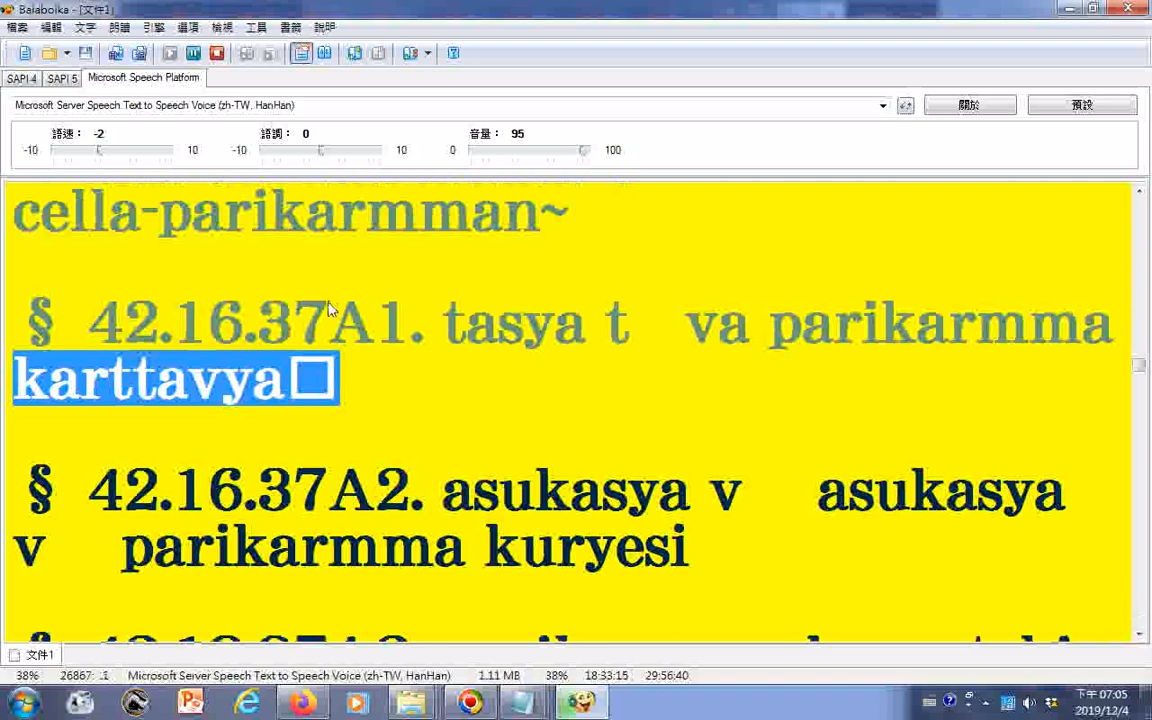 Balabolka - [文件1]
檔案 編輯 文字 朗讀 引擎 選項 檢視 工具 書籤 說明
SAPI 4 SAPI 5 Microsoft Speech Platform
Microsoft Server Speech Text to Speech Voice (zh-TW, HanHan) 關於 預設
語速： -2 語調： 0 音量： 95
-10 10 -10 10 0 100
cella-parikarmman~
§ 42.16.37A1. tasya t va parikarmma
karttavya□
§ 42.16.37A2. asukasya v asukasya
v parikarmma kuryesi
文件1
38% Microsoft Server Speech Text to Speech Voice (zh-TW, HanHan) 1.11 MB 38% 18:33:15 29:56:40
下午 07:05
2019/12/4